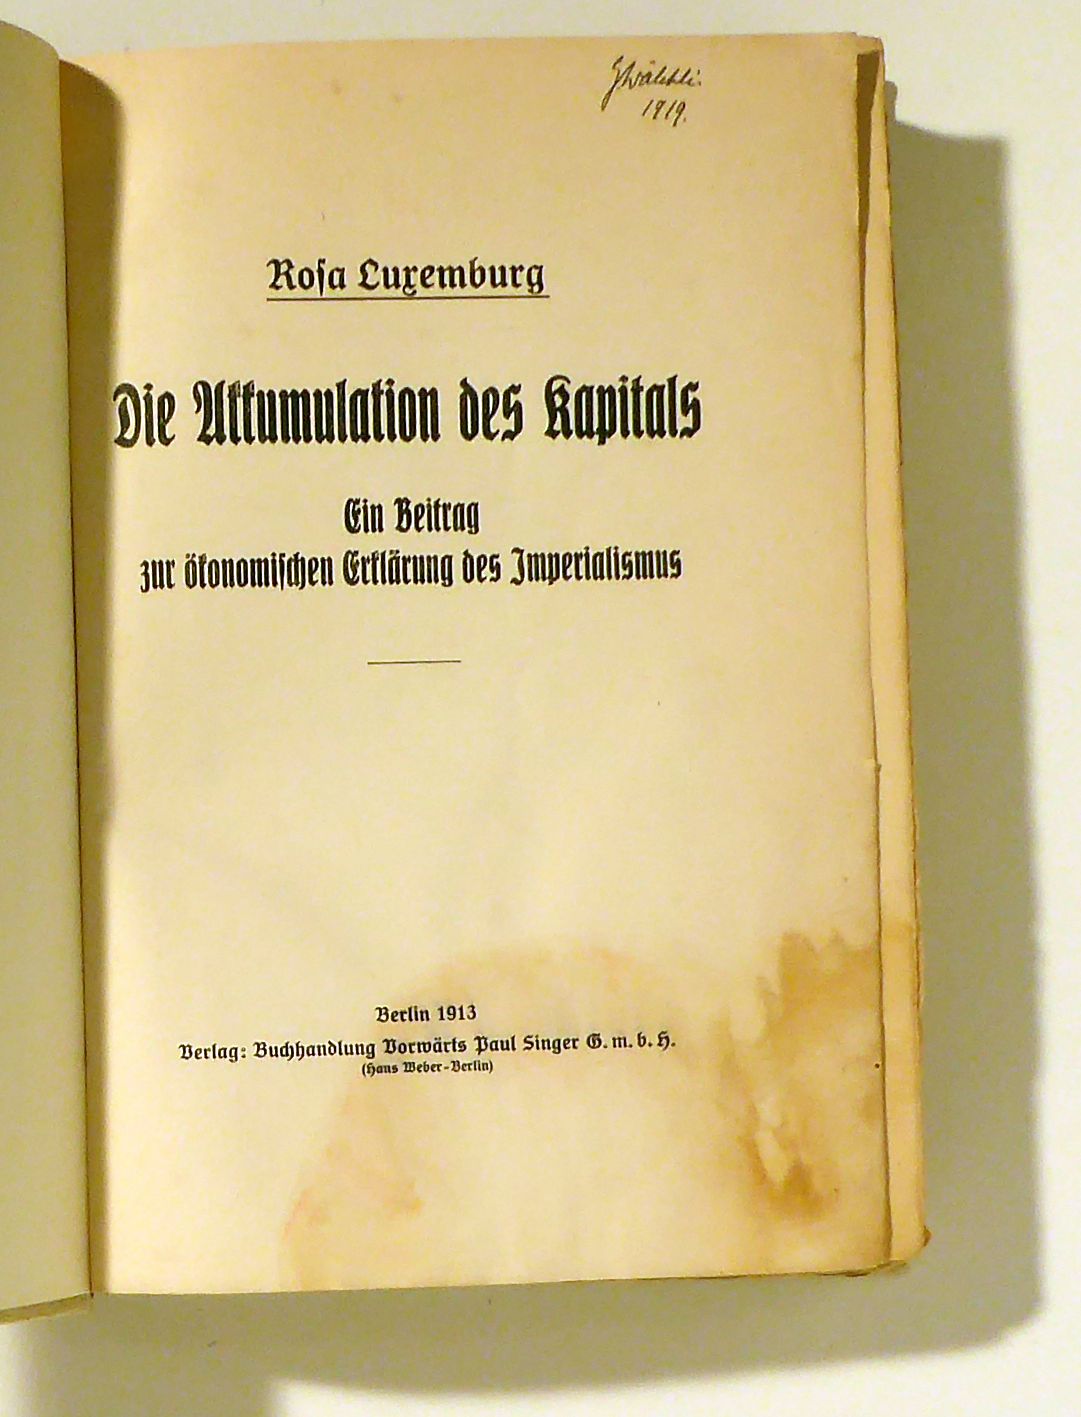 1919.
Rosa Luxemburg
Die Akkumulation des Kapitals
Ein Beitrag
zur ökonomischen Erklärung des Imperialismus
Berlin 1913
Verlag: Buchhandlung Vorwärts Paul Singer G. m. b. H.
(Hans Weber-Berlin)